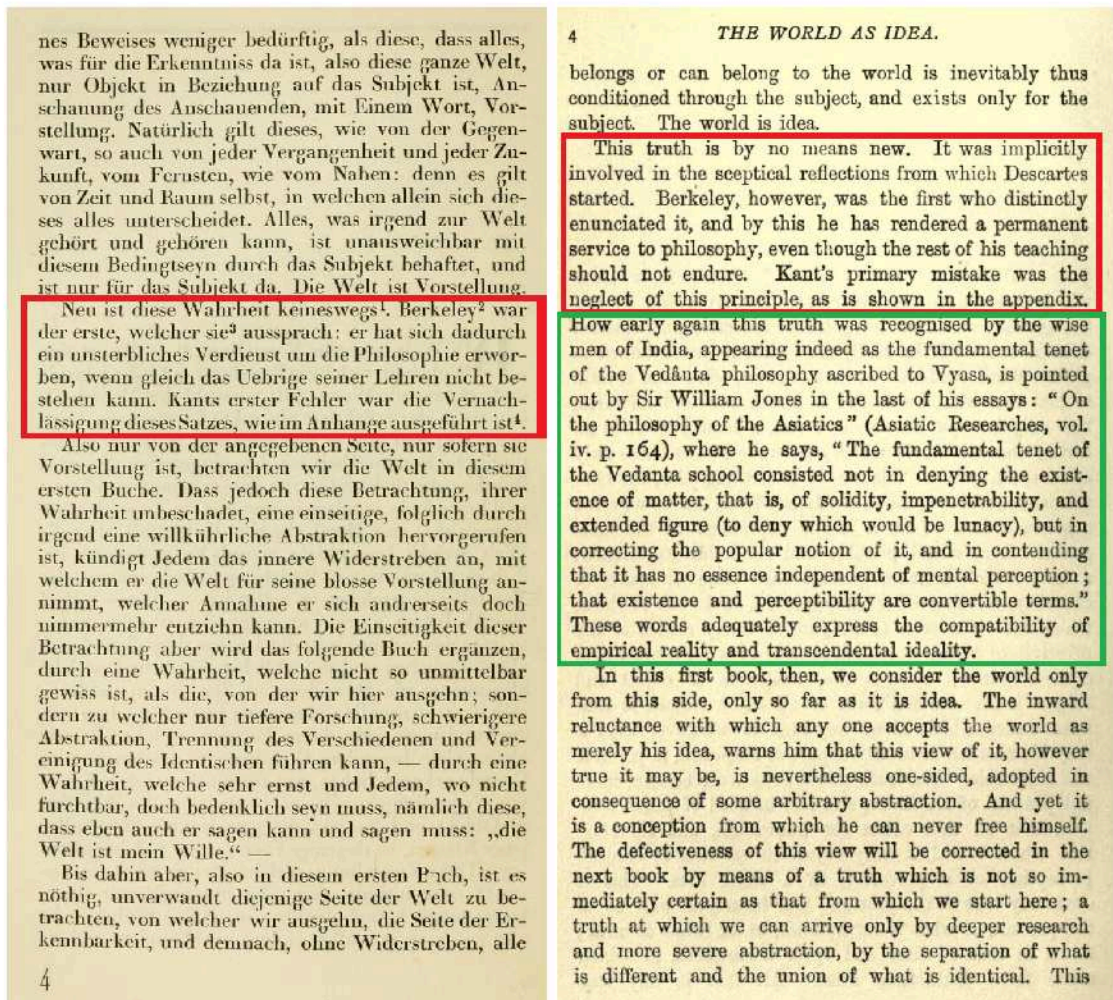 nes Beweises weniger bedürftig, als diese, dass alles,
was für die Erkenntniss da ist, also diese ganze Welt,
nur Objekt in Beziehung auf das Subjekt ist, An-
schauung des Anschauenden, mit Einem Wort, Vor-
stellung. Natürlich gilt dieses, wie von der Gegen-
wart, so auch von jeder Vergangenheit und jeder Zu-
kunft, vom Fernsten, wie vom Nahen: denn es gilt
von Zeit und Raum selbst, in welchen allein sich die-
ses alles unterscheidet. Alles, was irgend zur Welt
gehört und gehören kann, ist unausweichbar mit
diesem Bedingtseyn durch das Subjekt behaftet, und
ist nur für das Subjekt da. Die Welt ist Vorstellung.
Neu ist diese Wahrheit keineswegs¹. Berkeley² war
der erste, welcher sie³ aussprach: er hat sich dadurch
ein unsterbliches Verdienst um die Philosophie erwor-
ben, wenn gleich das Uebrige seiner Lehren nicht be-
stehen kann. Kants erster Fehler war die Vernach-
lässigung dieses Satzes, wie im Anhange ausgeführt ist⁴.
Also nur von der angegebenen Seite, nur sofern sie
Vorstellung ist, betrachten wir die Welt in diesem
ersten Buche. Dass jedoch diese Betrachtung, ihrer
Wahrheit unbeschadet, eine einseitige, folglich durch
irgend eine willkührliche Abstraktion hervorgerufen
ist, kündigt Jedem das innere Widerstreben an, mit
welchem er die Welt für seine blosse Vorstellung an-
nimmt, welcher Annahme er sich andrerseits doch
nimmermehr entziehn kann. Die Einseitigkeit dieser
Betrachtung aber wird das folgende Buch ergänzen,
durch eine Wahrheit, welche nicht so unmittelbar
gewiss ist, als die, von der wir hier ausgehn; son-
dern zu welcher nur tiefere Forschung, schwierigere
Abstraktion, Trennung des Verschiedenen und Ver-
einigung des Identischen führen kann, — durch eine
Wahrheit, welche sehr ernst und Jedem, wo nicht
furchtbar, doch bedenklich seyn muss, nämlich diese,
dass eben auch er sagen kann und sagen muss: „die
Welt ist mein Wille.“ —
Bis dahin aber, also in diesem ersten Buch, ist es
nöthig, unverwandt diejenige Seite der Welt zu be-
trachten, von welcher wir ausgehn, die Seite der Er-
kennbarkeit, und demnach, ohne Widerstreben, alle
4
4 THE WORLD AS IDEA.
belongs or can belong to the world is inevitably thus
conditioned through the subject, and exists only for the
subject. The world is idea.
This truth is by no means new. It was implicitly
involved in the sceptical reflections from which Descartes
started. Berkeley, however, was the first who distinctly
enunciated it, and by this he has rendered a permanent
service to philosophy, even though the rest of his teaching
should not endure. Kant's primary mistake was the
neglect of this principle, as is shown in the appendix.
How early again this truth was recognised by the wise
men of India, appearing indeed as the fundamental tenet
of the Vedânta philosophy ascribed to Vyasa, is pointed
out by Sir William Jones in the last of his essays: "On
the philosophy of the Asiatics" (Asiatic Researches, vol.
iv. p. 164), where he says, "The fundamental tenet of
the Vedanta school consisted not in denying the exist-
ence of matter, that is, of solidity, impenetrability, and
extended figure (to deny which would be lunacy), but in
correcting the popular notion of it, and in contending
that it has no essence independent of mental perception;
that existence and perceptibility are convertible terms."
These words adequately express the compatibility of
empirical reality and transcendental ideality.
In this first book, then, we consider the world only
from this side, only so far as it is idea. The inward
reluctance with which any one accepts the world as
merely his idea, warns him that this view of it, however
true it may be, is nevertheless one-sided, adopted in
consequence of some arbitrary abstraction. And yet it
is a conception from which he can never free himself.
The defectiveness of this view will be corrected in the
next book by means of a truth which is not so im-
mediately certain as that from which we start here; a
truth at which we can arrive only by deeper research
and more severe abstraction, by the separation of what
is different and the union of what is identical. This